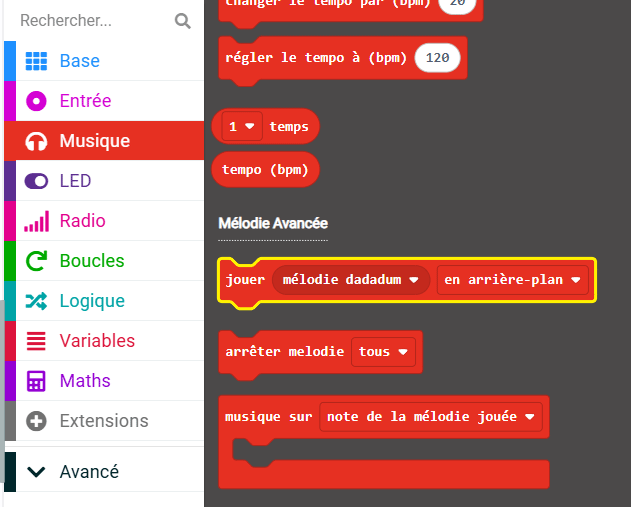 Rechercher...
Base
Entrée
Musique
LED
Radio
Boucles
Logique
Variables
Maths
Extensions
Avancé
changer le tempo par (bpm) 20
régler le tempo à (bpm) 120
1 temps
tempo (bpm)
Mélodie Avancée
jouer mélodie dadadum en arrière-plan
arrêter melodie tous
musique sur note de la mélodie jouée